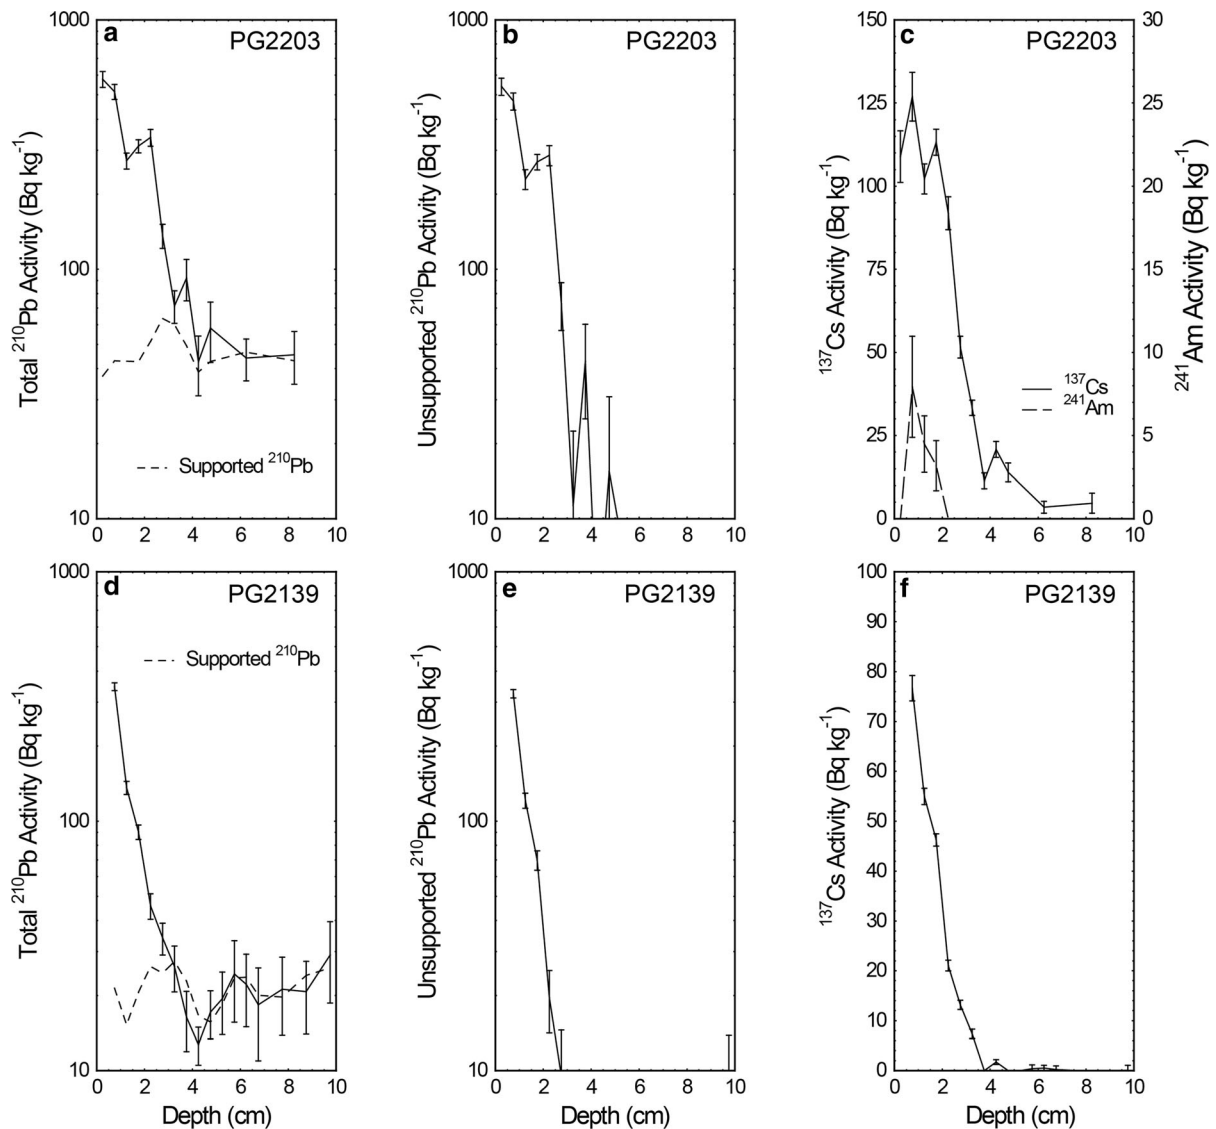 a
PG2203
1000
100
10
0 2 4 6 8 10
Total ²¹⁰Pb Activity (Bq kg⁻¹)
Supported ²¹⁰Pb
b
PG2203
1000
100
10
0 2 4 6 8 10
Unsupported ²¹⁰Pb Activity (Bq kg⁻¹)
c
PG2203
150
125
100
75
50
25
0
0 2 4 6 8 10
¹³⁷Cs Activity (Bq kg⁻¹)
¹³⁷Cs
²⁴¹Am
30
25
20
15
10
5
0
²⁴¹Am Activity (Bq kg⁻¹)
d
PG2139
1000
100
10
0 2 4 6 8 10
Total ²¹⁰Pb Activity (Bq kg⁻¹)
Supported ²¹⁰Pb
Depth (cm)
e
PG2139
1000
100
10
0 2 4 6 8 10
Unsupported ²¹⁰Pb Activity (Bq kg⁻¹)
Depth (cm)
f
PG2139
100
90
80
70
60
50
40
30
20
10
0
0 2 4 6 8 10
¹³⁷Cs Activity (Bq kg⁻¹)
Depth (cm)